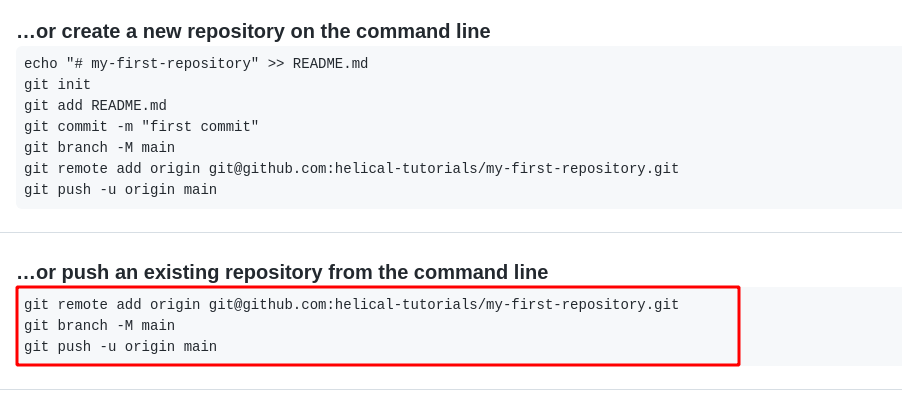 ...or create a new repository on the command line
echo "# my-first-repository" >> README.md
git init
git add README.md
git commit -m "first commit"
git branch -M main
git remote add origin git@github.com:helical-tutorials/my-first-repository.git
git push -u origin main
...or push an existing repository from the command line
git remote add origin git@github.com:helical-tutorials/my-first-repository.git
git branch -M main
git push -u origin main